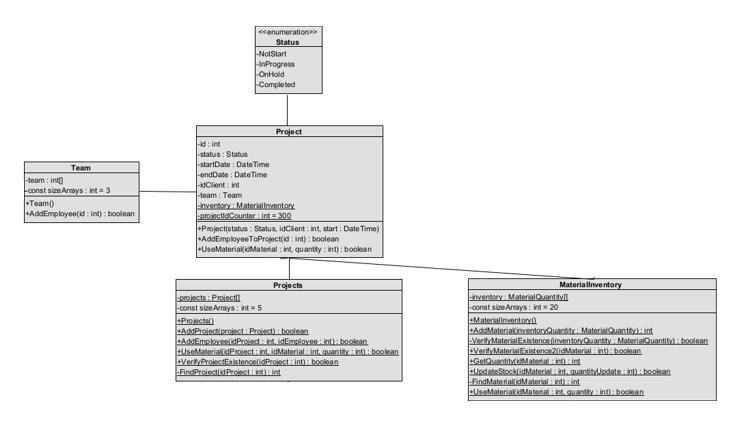 <<enumeration>>
Status
-NotStart
-InProgress
-OnHold
-Completed
Project
-id : int
-status : Status
-startDate : DateTime
-endDate : DateTime
-idClient : int
-team : Team
-inventory : MaterialInventory
-projectIdCounter : int = 300
+Project(status : Status, idClient : int, start : DateTime)
+AddEmployeeToProject(id : int) : boolean
+UseMaterial(idMaterial : int, quantity : int) : boolean
Team
-team : int[]
-const sizeArrays : int = 3
+Team()
+AddEmployee(id : int) : boolean
Projects
-projects : Project[]
-const sizeArrays : int = 5
+Projects()
+AddProject(project : Project) : boolean
+AddEmployee(idProject : int, idEmployee : int) : boolean
+UseMaterial(idProject : int, idMaterial : int, quantity : int) : boolean
+VerifyProjectExistence(idProject : int) : boolean
-FindProject(idProject : int) : int
MaterialInventory
-inventory : MaterialQuantity[]
-const sizeArrays : int = 20
+MaterialInventory()
+AddMaterial(inventoryQuantity : MaterialQuantity) : int
-VerifyMaterialExistence(inventoryQuantity : MaterialQuantity) : boolean
+VerifyMaterialExistence2(idMaterial : int) : boolean
+GetQuantity(idMaterial : int) : int
+UpdateStock(idMaterial : int, quantityUpdate : int) : boolean
-FindMaterial(idMaterial : int) : int
+UseMaterial(idMaterial : int, quantity : int) : boolean